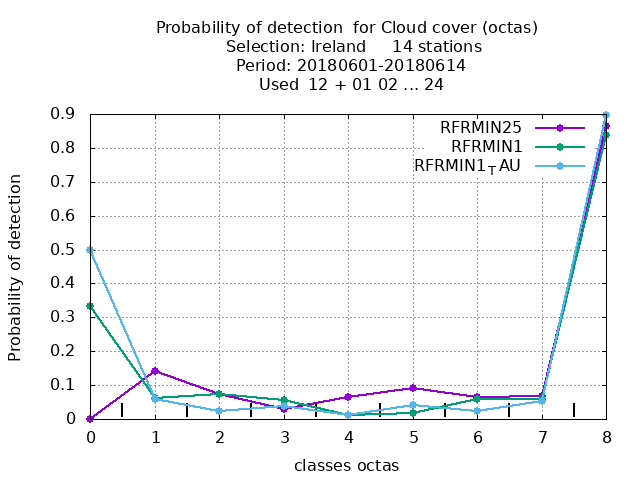 Probability of detection  for Cloud cover (octas)
Selection: Ireland     14 stations
Period: 20180601-20180614
Used  12 + 01 02 ... 24
RFRMIN25
RFRMIN1
RFRMIN1TAU
0.9
0.8
0.7
0.6
0.5
0.4
0.3
0.2
0.1
0
Probability of detection
0 1 2 3 4 5 6 7 8
classes octas